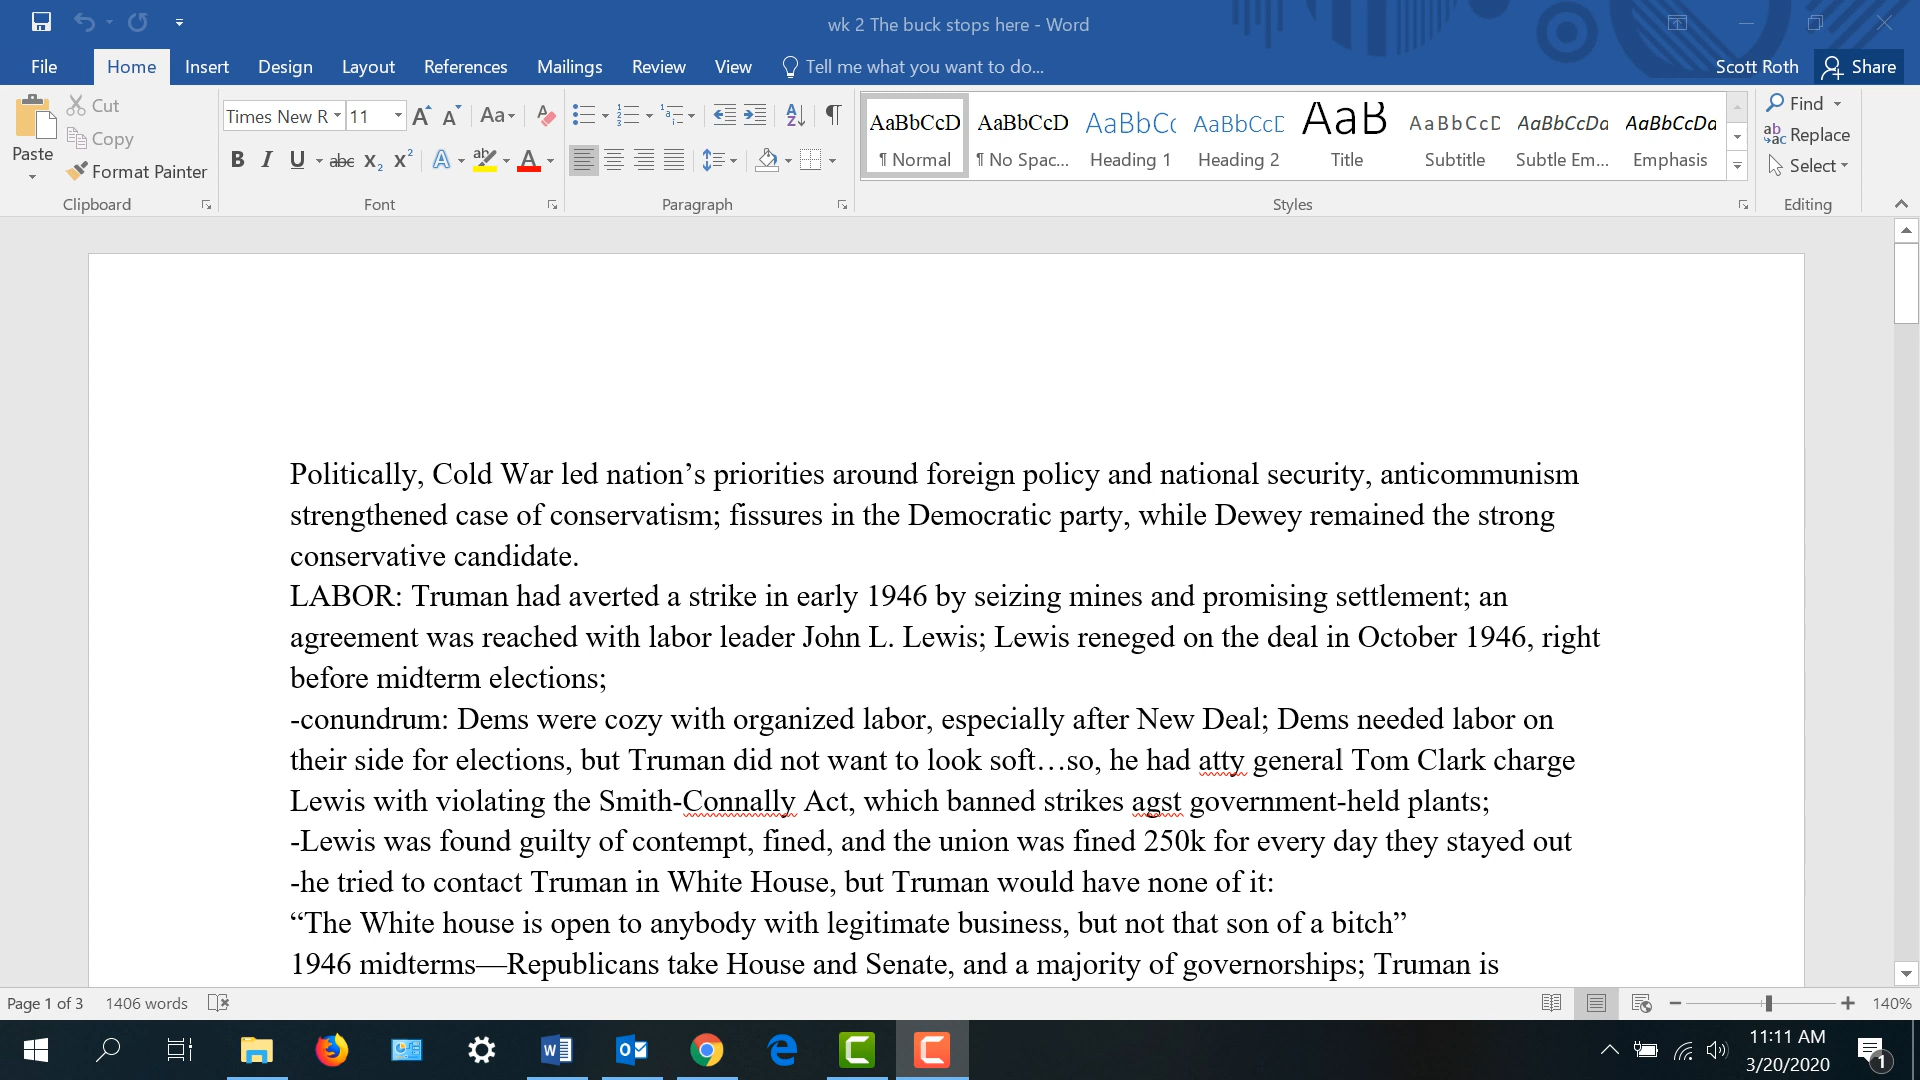 wk 2 The buck stops here - Word
File Home Insert Design Layout References Mailings Review View Tell me what you want to do... Scott Roth Share
Paste Cut Copy Format Painter Clipboard
Times New R 11 Font
Paragraph
AaBbCcD ¶ Normal
AaBbCcD ¶ No Spac...
AaBbCc Heading 1
AaBbCcD Heading 2
AaB Title
AaBbCcD Subtitle
AaBbCcDd Subtle Em...
AaBbCcDd Emphasis
Styles
Find Replace Select Editing
Politically, Cold War led nation’s priorities around foreign policy and national security, anticommunism
strengthened case of conservatism; fissures in the Democratic party, while Dewey remained the strong
conservative candidate.
LABOR: Truman had averted a strike in early 1946 by seizing mines and promising settlement; an
agreement was reached with labor leader John L. Lewis; Lewis reneged on the deal in October 1946, right
before midterm elections;
-conundrum: Dems were cozy with organized labor, especially after New Deal; Dems needed labor on
their side for elections, but Truman did not want to look soft…so, he had atty general Tom Clark charge
Lewis with violating the Smith-Connally Act, which banned strikes agst government-held plants;
-Lewis was found guilty of contempt, fined, and the union was fined 250k for every day they stayed out
-he tried to contact Truman in White House, but Truman would have none of it:
“The White house is open to anybody with legitimate business, but not that son of a bitch”
1946 midterms—Republicans take House and Senate, and a majority of governorships; Truman is
Page 1 of 3 1406 words 140%
11:11 AM
3/20/2020
1